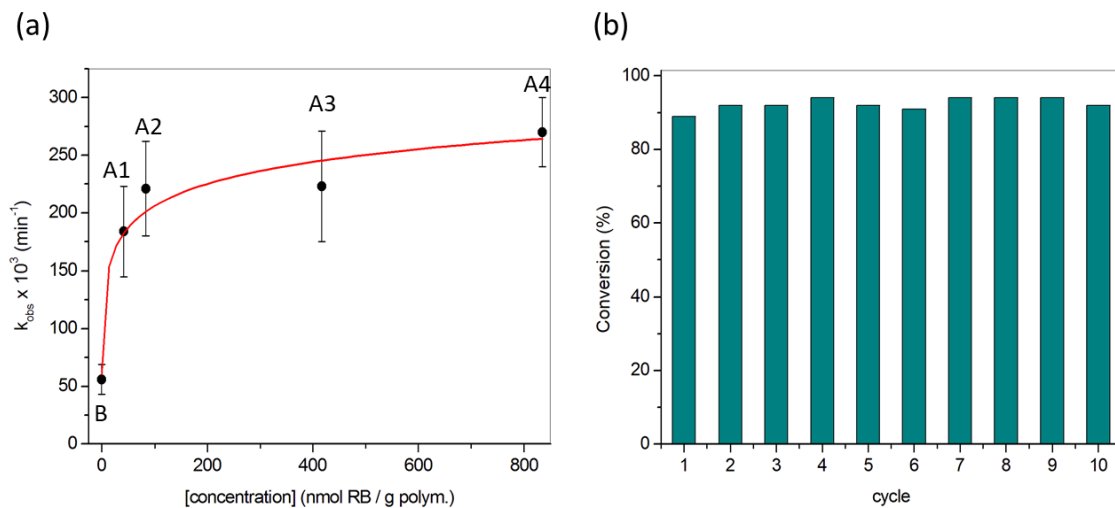 (a)
300
250
200
150
100
50
0
k_obs x 10³ (min⁻¹)
A1
A2
A3
A4
B
0 200 400 600 800
[concentration] (nmol RB / g polym.)
(b)
100
80
60
40
20
0
Conversion (%)
1 2 3 4 5 6 7 8 9 10
cycle